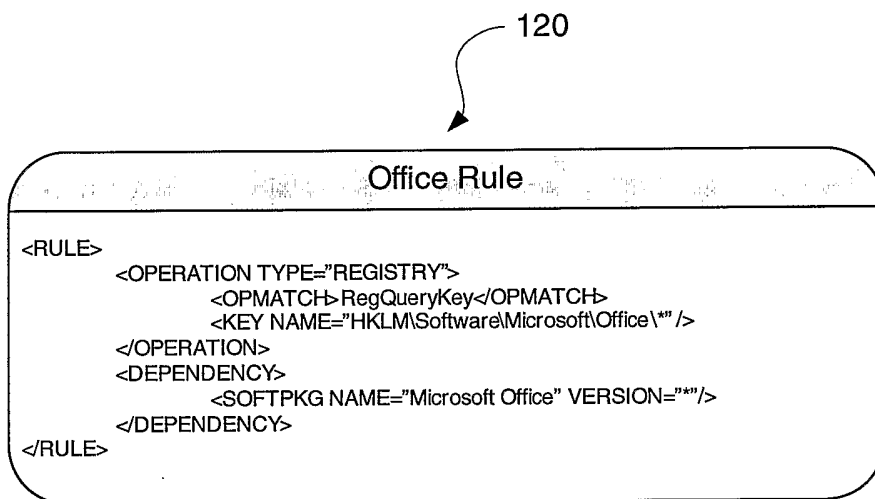 120
Office Rule
<RULE>
<OPERATION TYPE=”REGISTRY”>
<OPMATCH>RegQueryKey</OPMATCH>
<KEY NAME=”HKLM\Software\Microsoft\Office\*” />
</OPERATION>
<DEPENDENCY>
<SOFTPKG NAME=”Microsoft Office” VERSION=”*”/>
</DEPENDENCY>
</RULE>